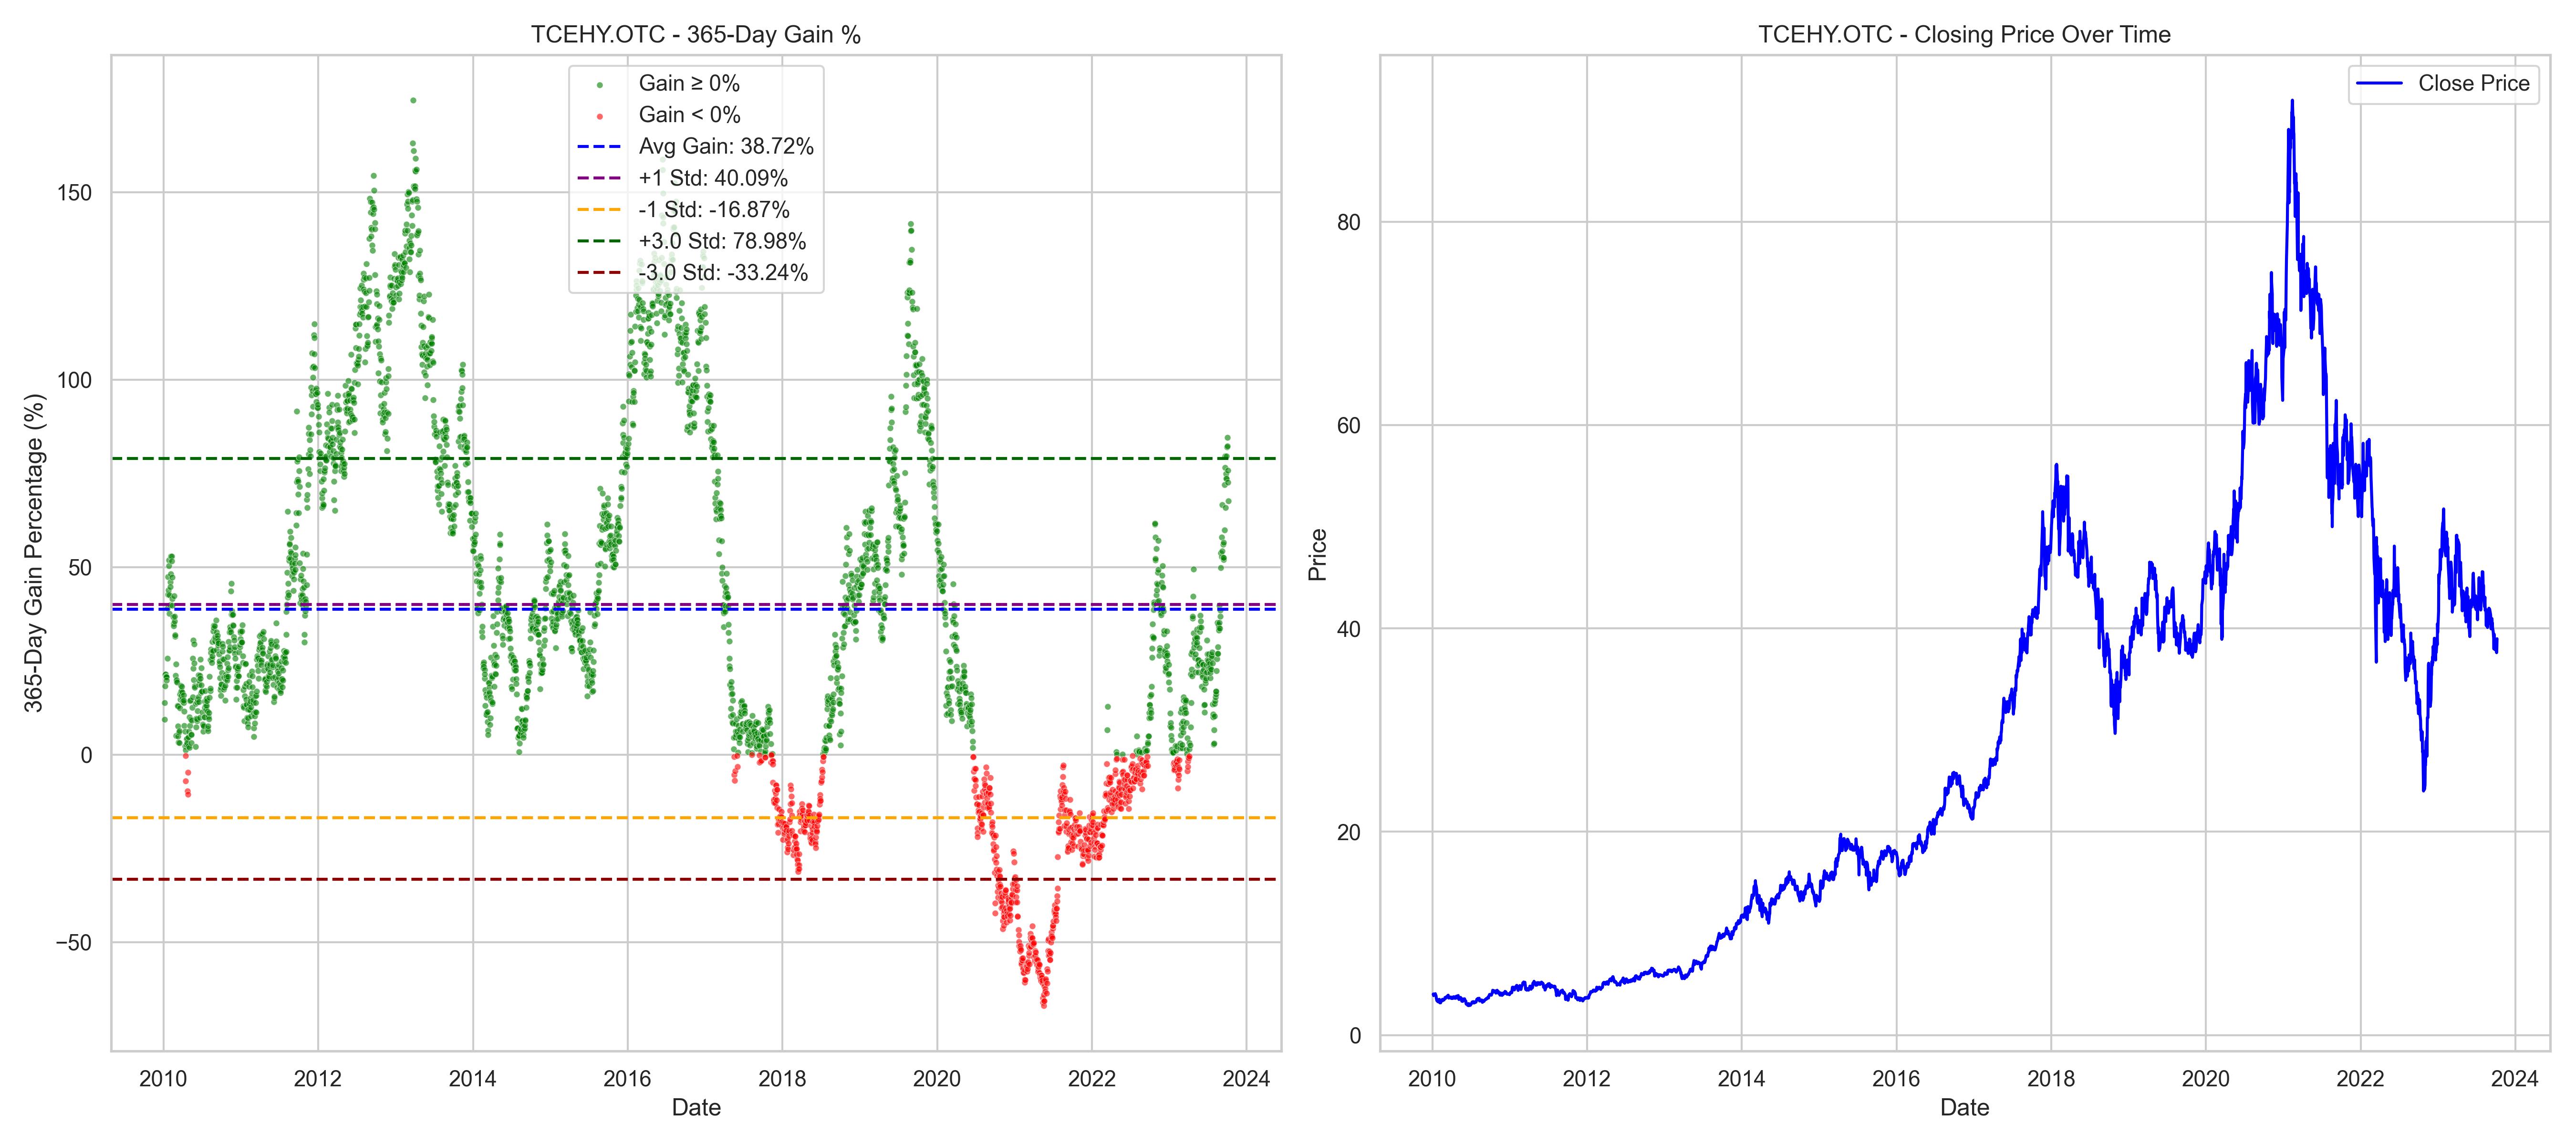 TCEHY.OTC - 365-Day Gain %
Gain ≥ 0%
Gain < 0%
Avg Gain: 38.72%
+1 Std: 40.09%
-1 Std: -16.87%
+3.0 Std: 78.98%
-3.0 Std: -33.24%
365-Day Gain Percentage (%)
150
100
50
0
−50
2010 2012 2014 2016 2018 2020 2022 2024
Date
TCEHY.OTC - Closing Price Over Time
Close Price
Price
80
60
40
20
0
2010 2012 2014 2016 2018 2020 2022 2024
Date